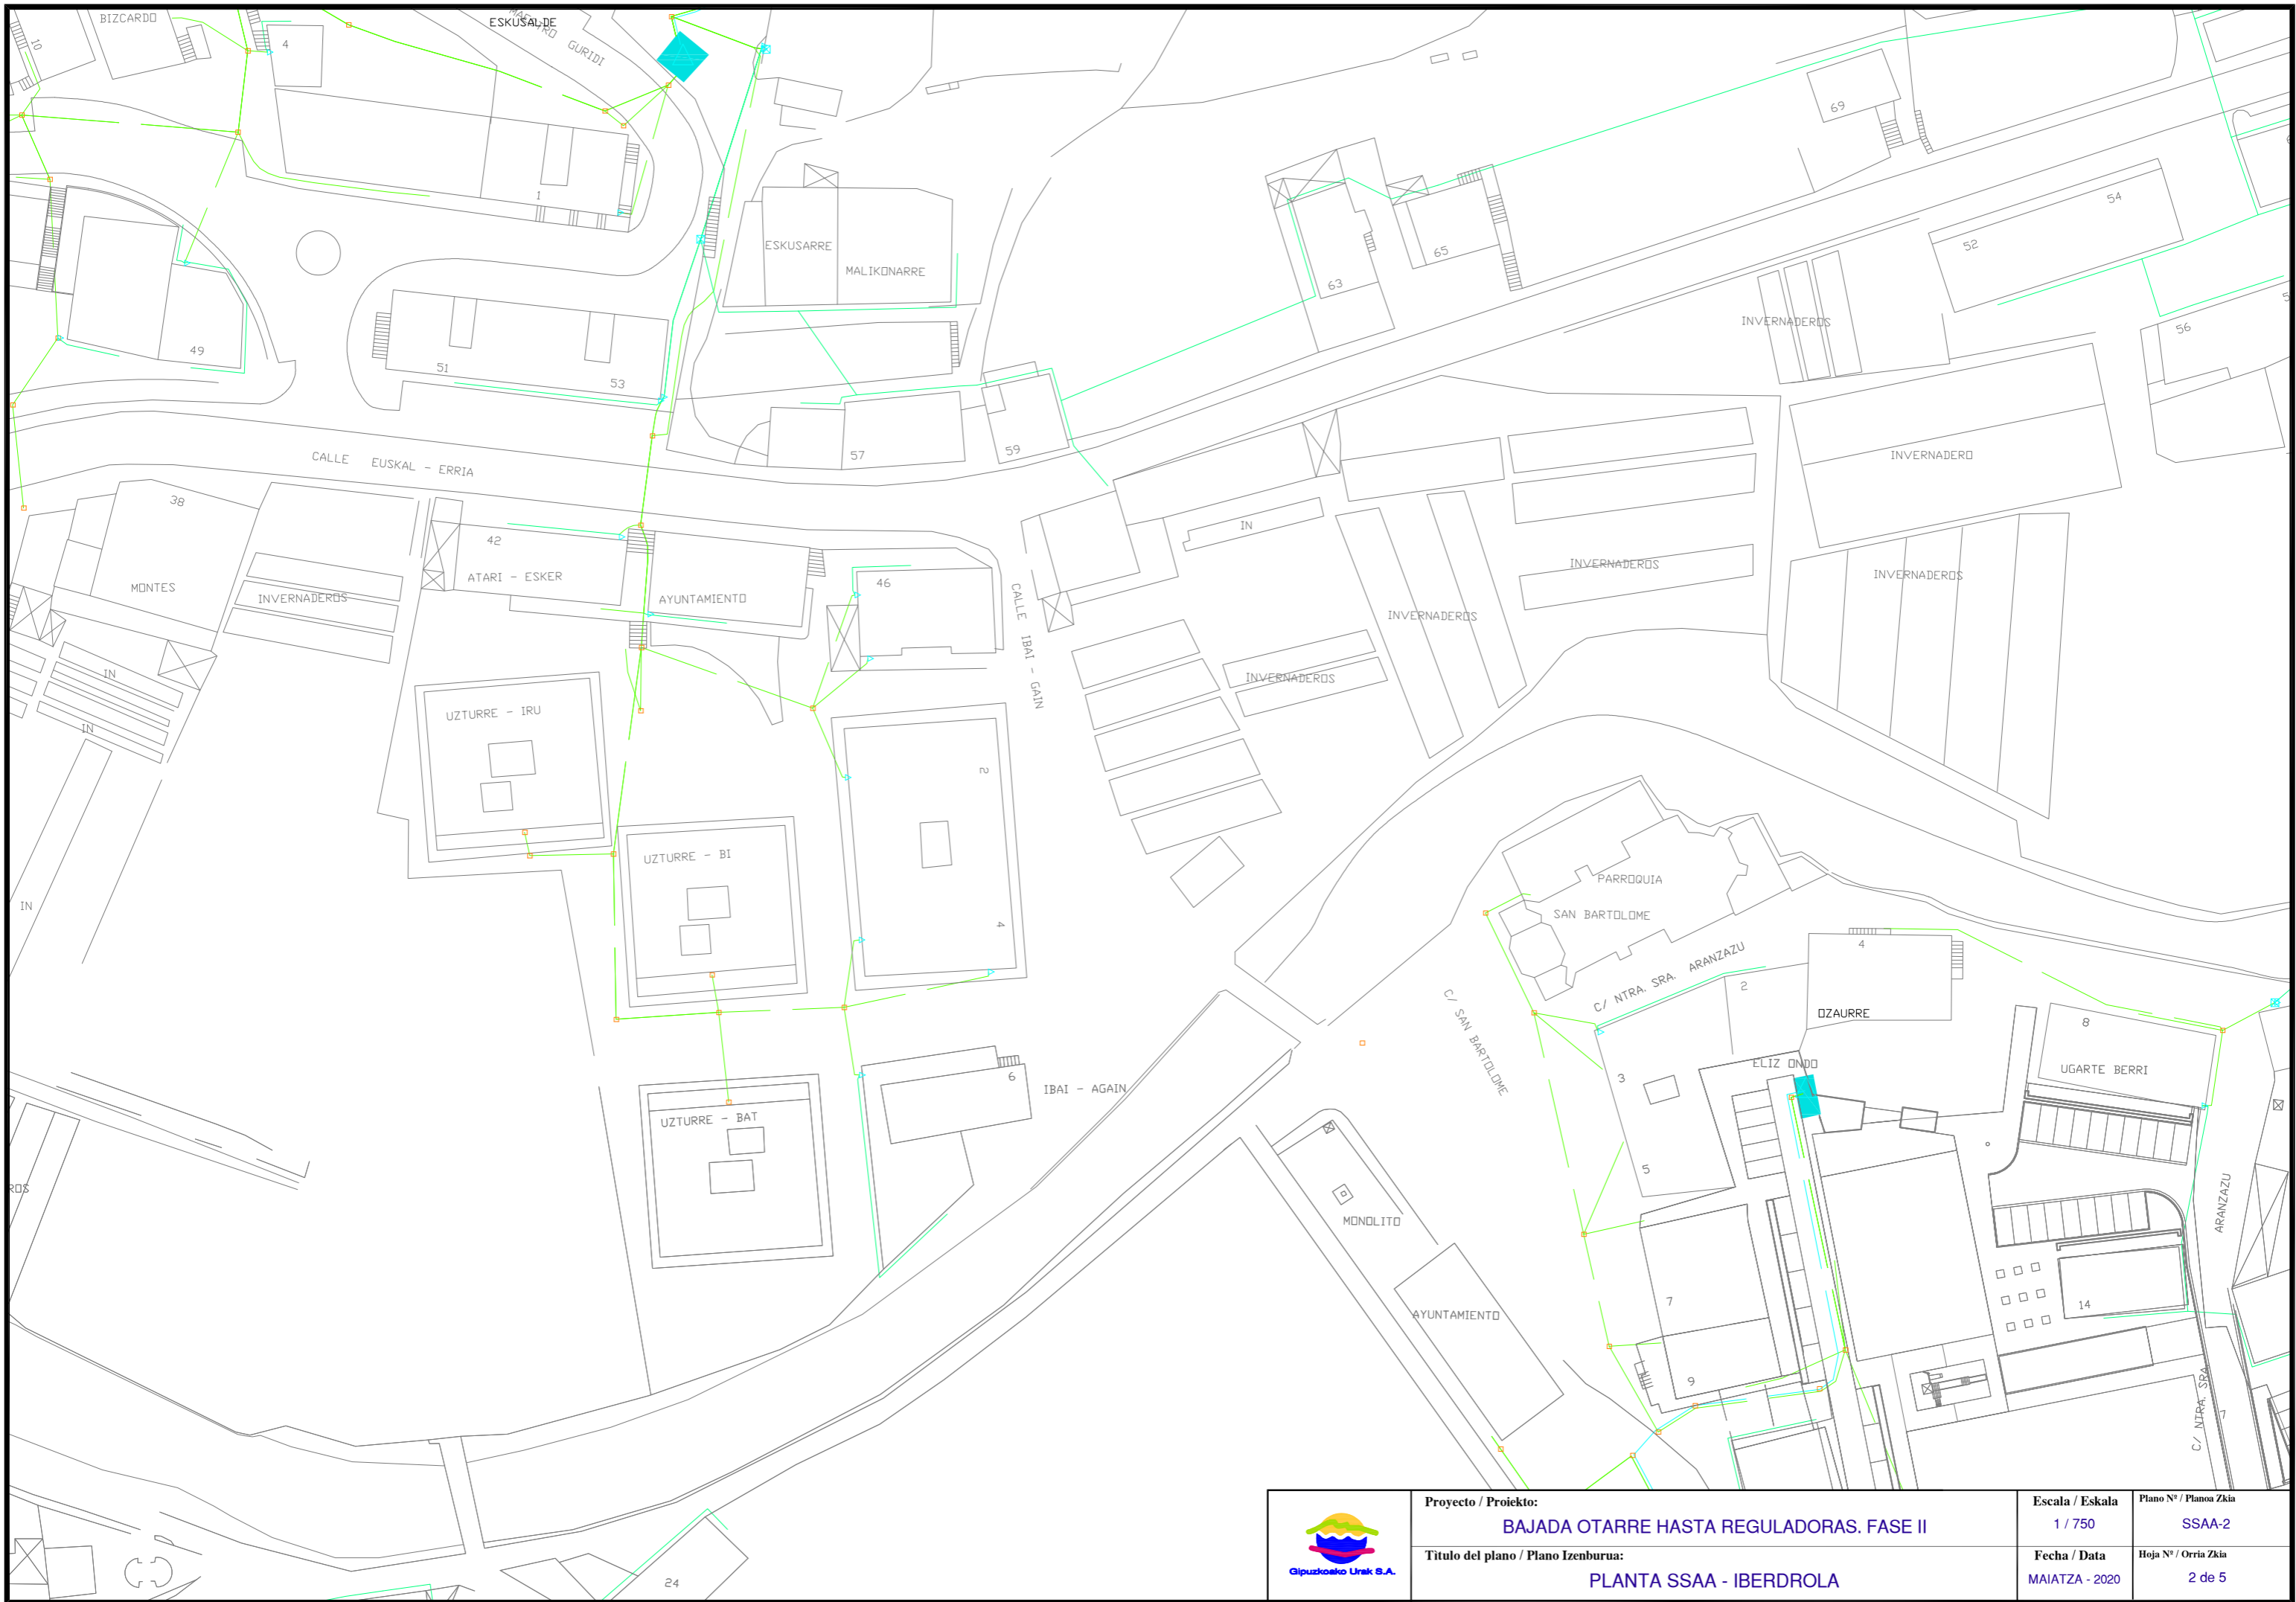 BIZCARDO
10
4
ESKUSALDE
MAESTRO GURIDI
1
49
51
53
ESKUSARRE
MALIKONARRE
57
59
63
65
69
52
54
56
INVERNADEROS
INVERNADERO
CALLE EUSKAL - ERRIA
38
MONTES
INVERNADEROS
42
ATARI - ESKER
AYUNTAMIENTO
46
CALLE IBAI - GAIN
IN
INVERNADEROS
INVERNADEROS
INVERNADEROS
INVERNADEROS
IN
IN
IN
UZTURRE - IRU
UZTURRE - BI
UZTURRE - BAT
2
4
6
IBAI - AGAIN
PARROQUIA
SAN BARTOLOME
C/ NTRA. SRA. ARANZAZU
C/ SAN BARTOLOME
4
2
OZAURRE
ELIZ ONDO
3
5
7
9
8
UGARTE BERRI
ARANZAZU
14
C/ NTRA. SRA
7
MONOLITO
AYUNTAMIENTO
ROS
24
Gipuzkoako Urak S.A.
Proyecto / Proiekto:
BAJADA OTARRE HASTA REGULADORAS. FASE II
Titulo del plano / Plano Izenburua:
PLANTA SSAA - IBERDROLA
Escala / Eskala
1 / 750
Fecha / Data
MAIATZA - 2020
Plano Nº / Planoa Zkia
SSAA-2
Hoja Nº / Orria Zkia
2 de 5